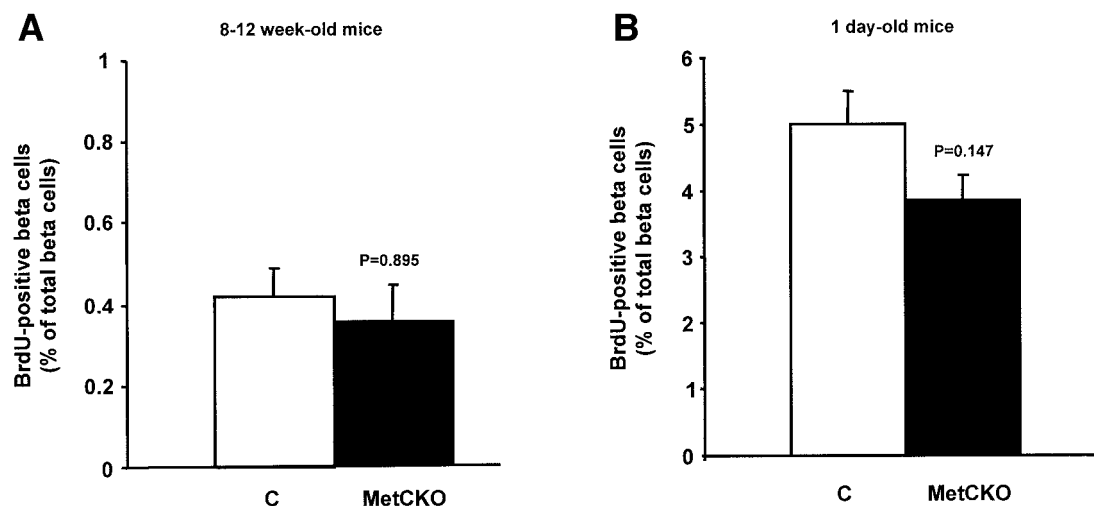 A
8-12 week-old mice
BrdU-positive beta cells
(% of total beta cells)
1
0.8
0.6
0.4
0.2
0
P=0.895
C
MetCKO
B
1 day-old mice
BrdU-positive beta cells
(% of total beta cells)
6
5
4
3
2
1
0
P=0.147
C
MetCKO